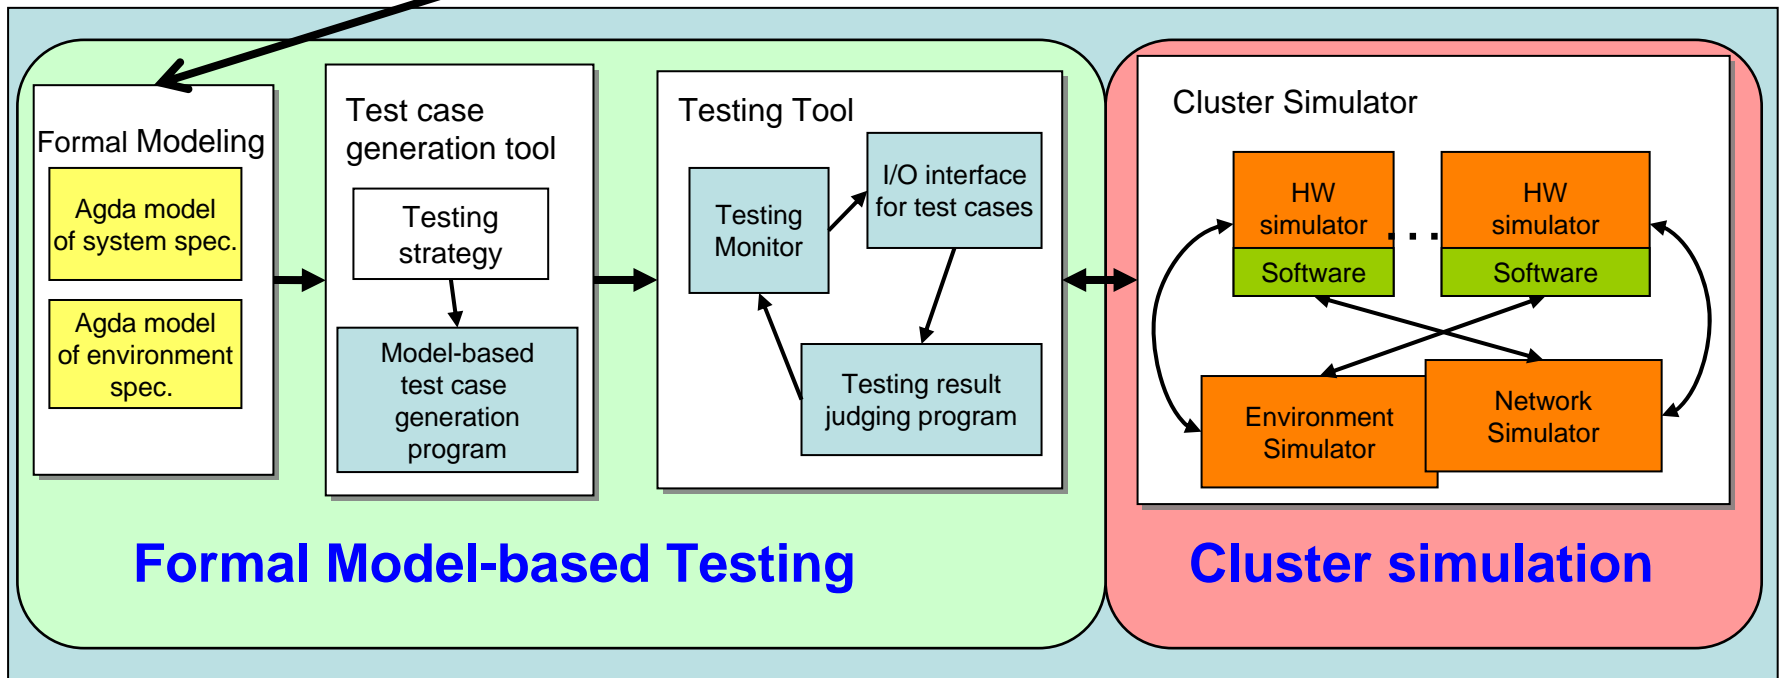 Formal Modeling
Agda model
of system spec.
Agda model
of environment
spec.
Test case
generation tool
Testing
strategy
Model-based
test case
generation
program
Testing Tool
Testing
Monitor
I/O interface
for test cases
Testing result
judging program
Cluster Simulator
HW
simulator
Software
. . .
HW
simulator
Software
Environment
Simulator
Network
Simulator
Formal Model-based Testing
Cluster simulation